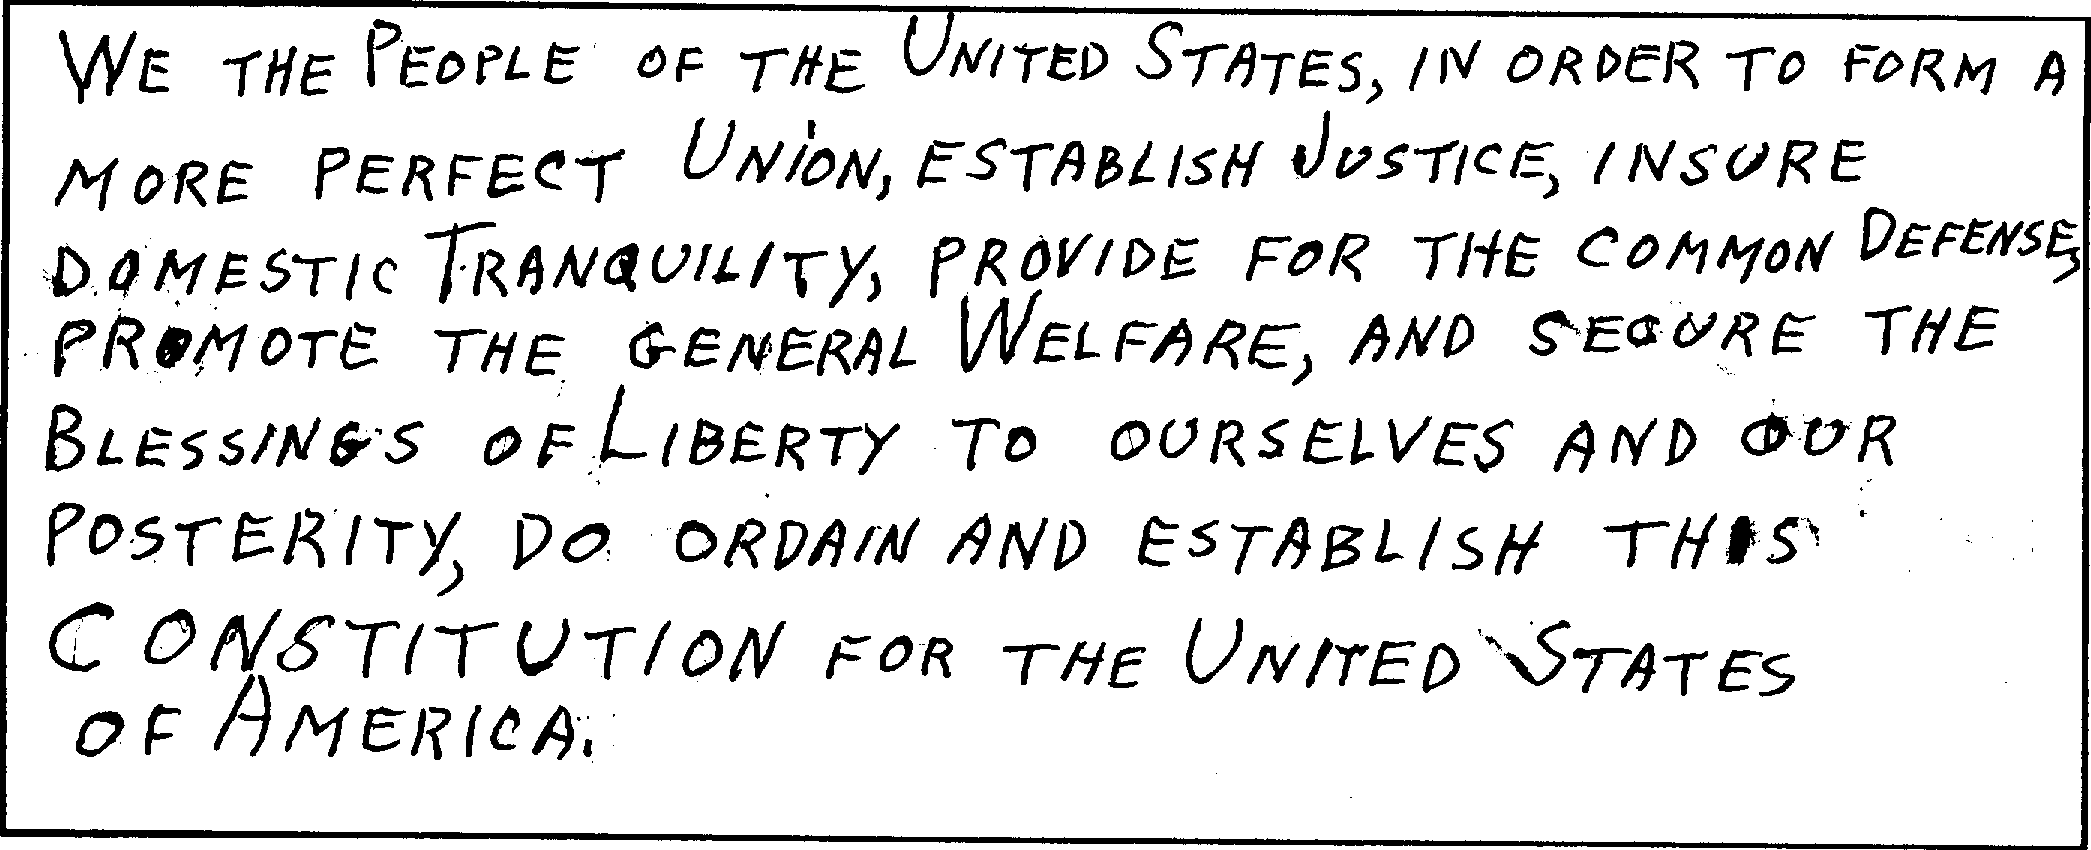 We the People of the United States, in order to form a
more perfect Union, establish Justice, insure
domestic Tranquility, provide for the common Defense,
promote the general Welfare, and secure the
Blessings of Liberty to ourselves and our
posterity, do ordain and establish this
Constitution for the United States
of America.